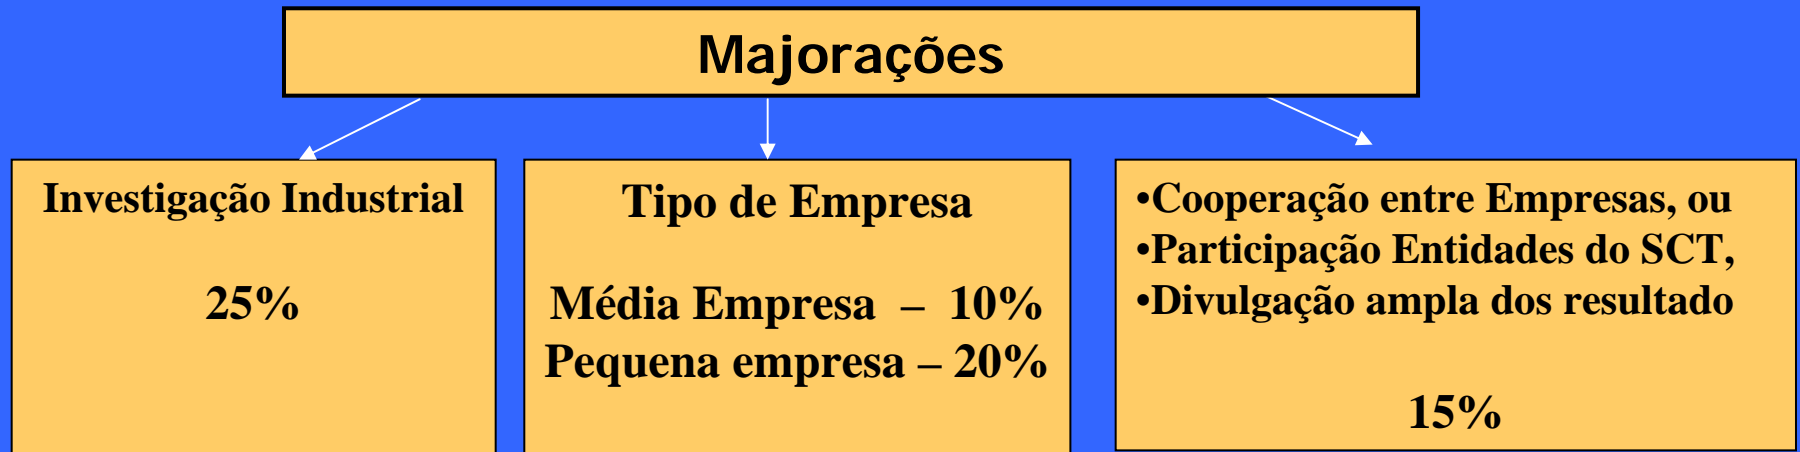 Majorações
Investigação Industrial
25%
Tipo de Empresa
Média Empresa – 10%
Pequena empresa – 20%
•Cooperação entre Empresas, ou
•Participação Entidades do SCT,
•Divulgação ampla dos resultado
15%